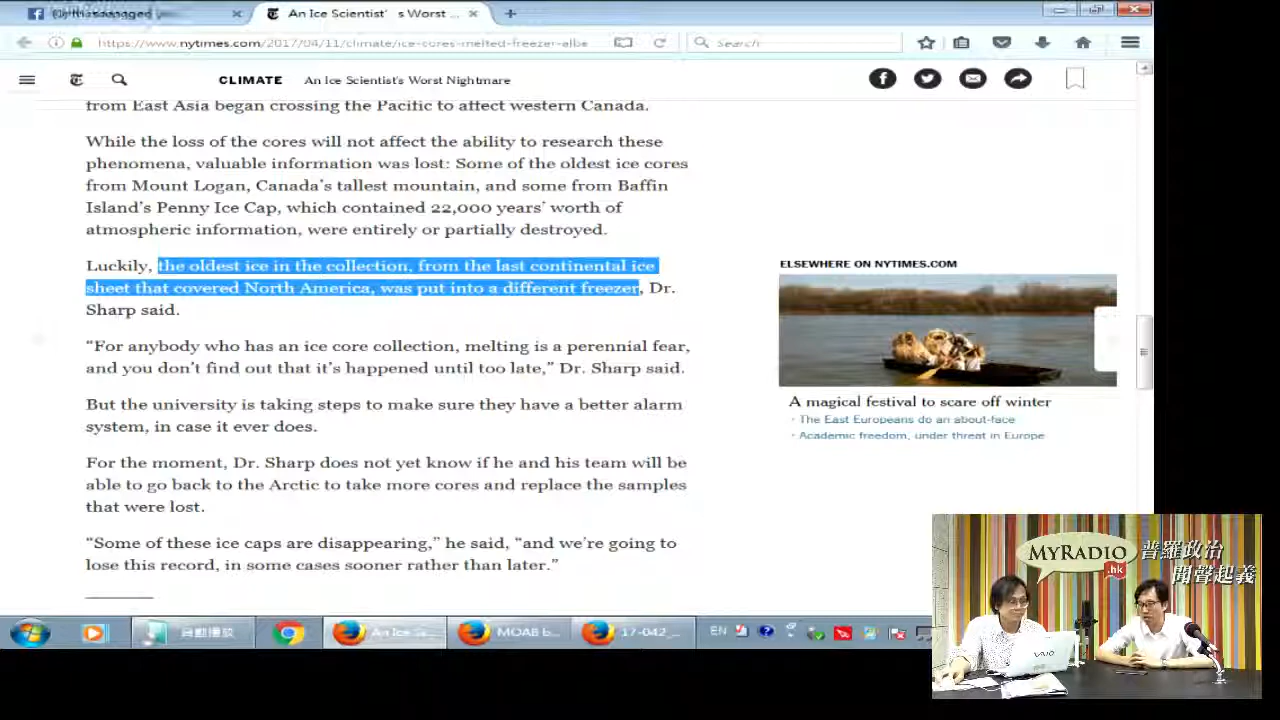 An Ice Scientist's Worst ...
https://www.nytimes.com/2017/04/11/climate/ice-cores-melted-freezer-albe
Search
CLIMATE An Ice Scientist's Worst Nightmare
from East Asia began crossing the Pacific to affect western Canada.
While the loss of the cores will not affect the ability to research these
phenomena, valuable information was lost: Some of the oldest ice cores
from Mount Logan, Canada's tallest mountain, and some from Baffin
Island's Penny Ice Cap, which contained 22,000 years' worth of
atmospheric information, were entirely or partially destroyed.
Luckily, the oldest ice in the collection, from the last continental ice
sheet that covered North America, was put into a different freezer, Dr.
Sharp said.
"For anybody who has an ice core collection, melting is a perennial fear,
and you don't find out that it's happened until too late," Dr. Sharp said.
But the university is taking steps to make sure they have a better alarm
system, in case it ever does.
For the moment, Dr. Sharp does not yet know if he and his team will be
able to go back to the Arctic to take more cores and replace the samples
that were lost.
"Some of these ice caps are disappearing," he said, "and we're going to
lose this record, in some cases sooner rather than later."
ELSEWHERE ON NYTIMES.COM
A magical festival to scare off winter
· The East Europeans do an about-face
· Academic freedom, under threat in Europe
MYRADIO
.hk
普羅政治
開聲起義
VAIO
自動播放
An Ice Sc...
MOAB b...
17-042_...
EN